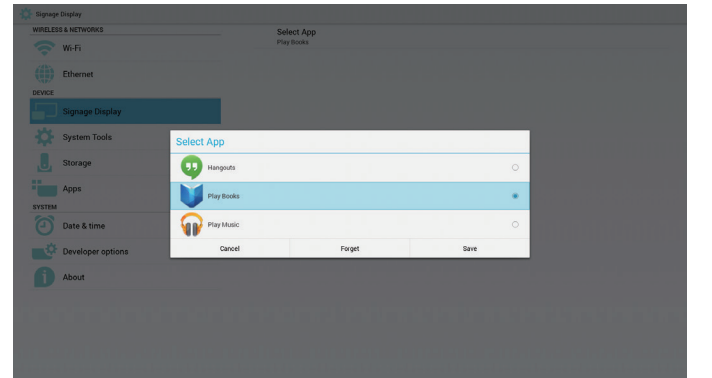 Signage Display
WIRELESS & NETWORKS
Wi-Fi
Ethernet
DEVICE
Signage Display
System Tools
Storage
Apps
SYSTEM
Date & time
Developer options
About
Select App
Play Books
Select App
Hangouts
Play Books
Play Music
Cancel Forget Save